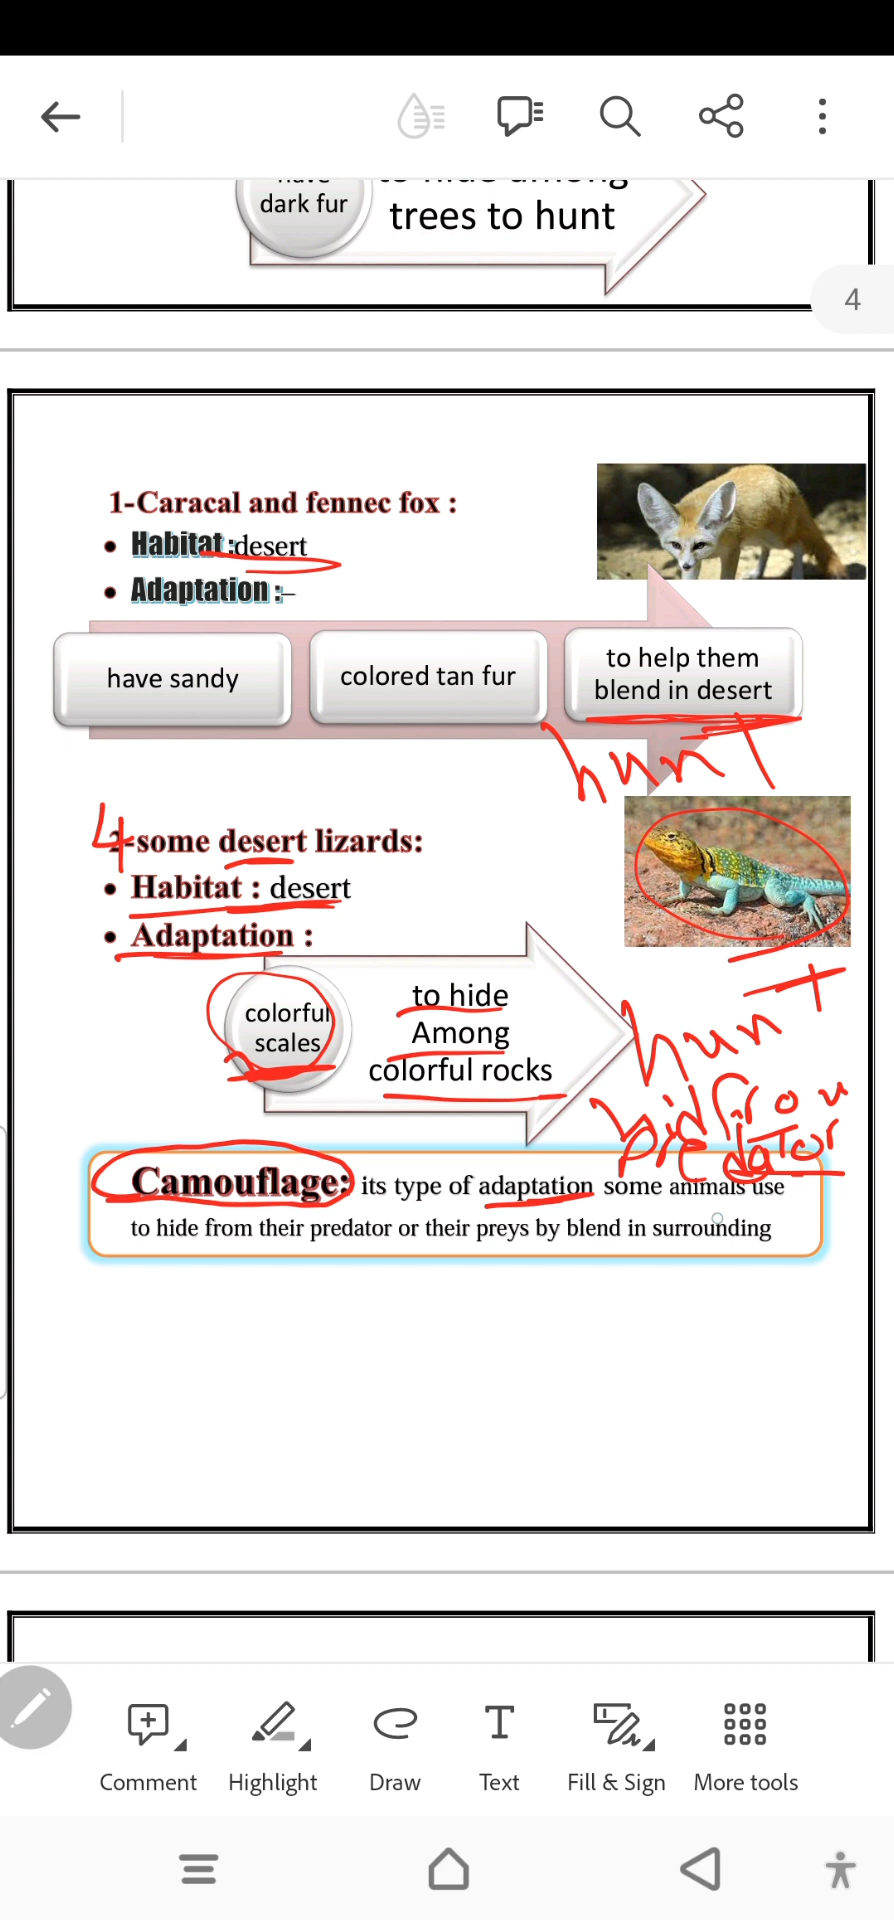 dark fur
trees to hunt
4
1-Caracal and fennec fox :
• Habitat :desert
• Adaptation :-
have sandy
colored tan fur
to help them
blend in desert
hunt
4
-some desert lizards:
• Habitat : desert
• Adaptation :
colorful
scales
to hide
Among
colorful rocks
hunt
hid from
predator
Camouflage: its type of adaptation some animals use
to hide from their predator or their preys by blend in surrounding
Comment
Highlight
Draw
Text
Fill & Sign
More tools